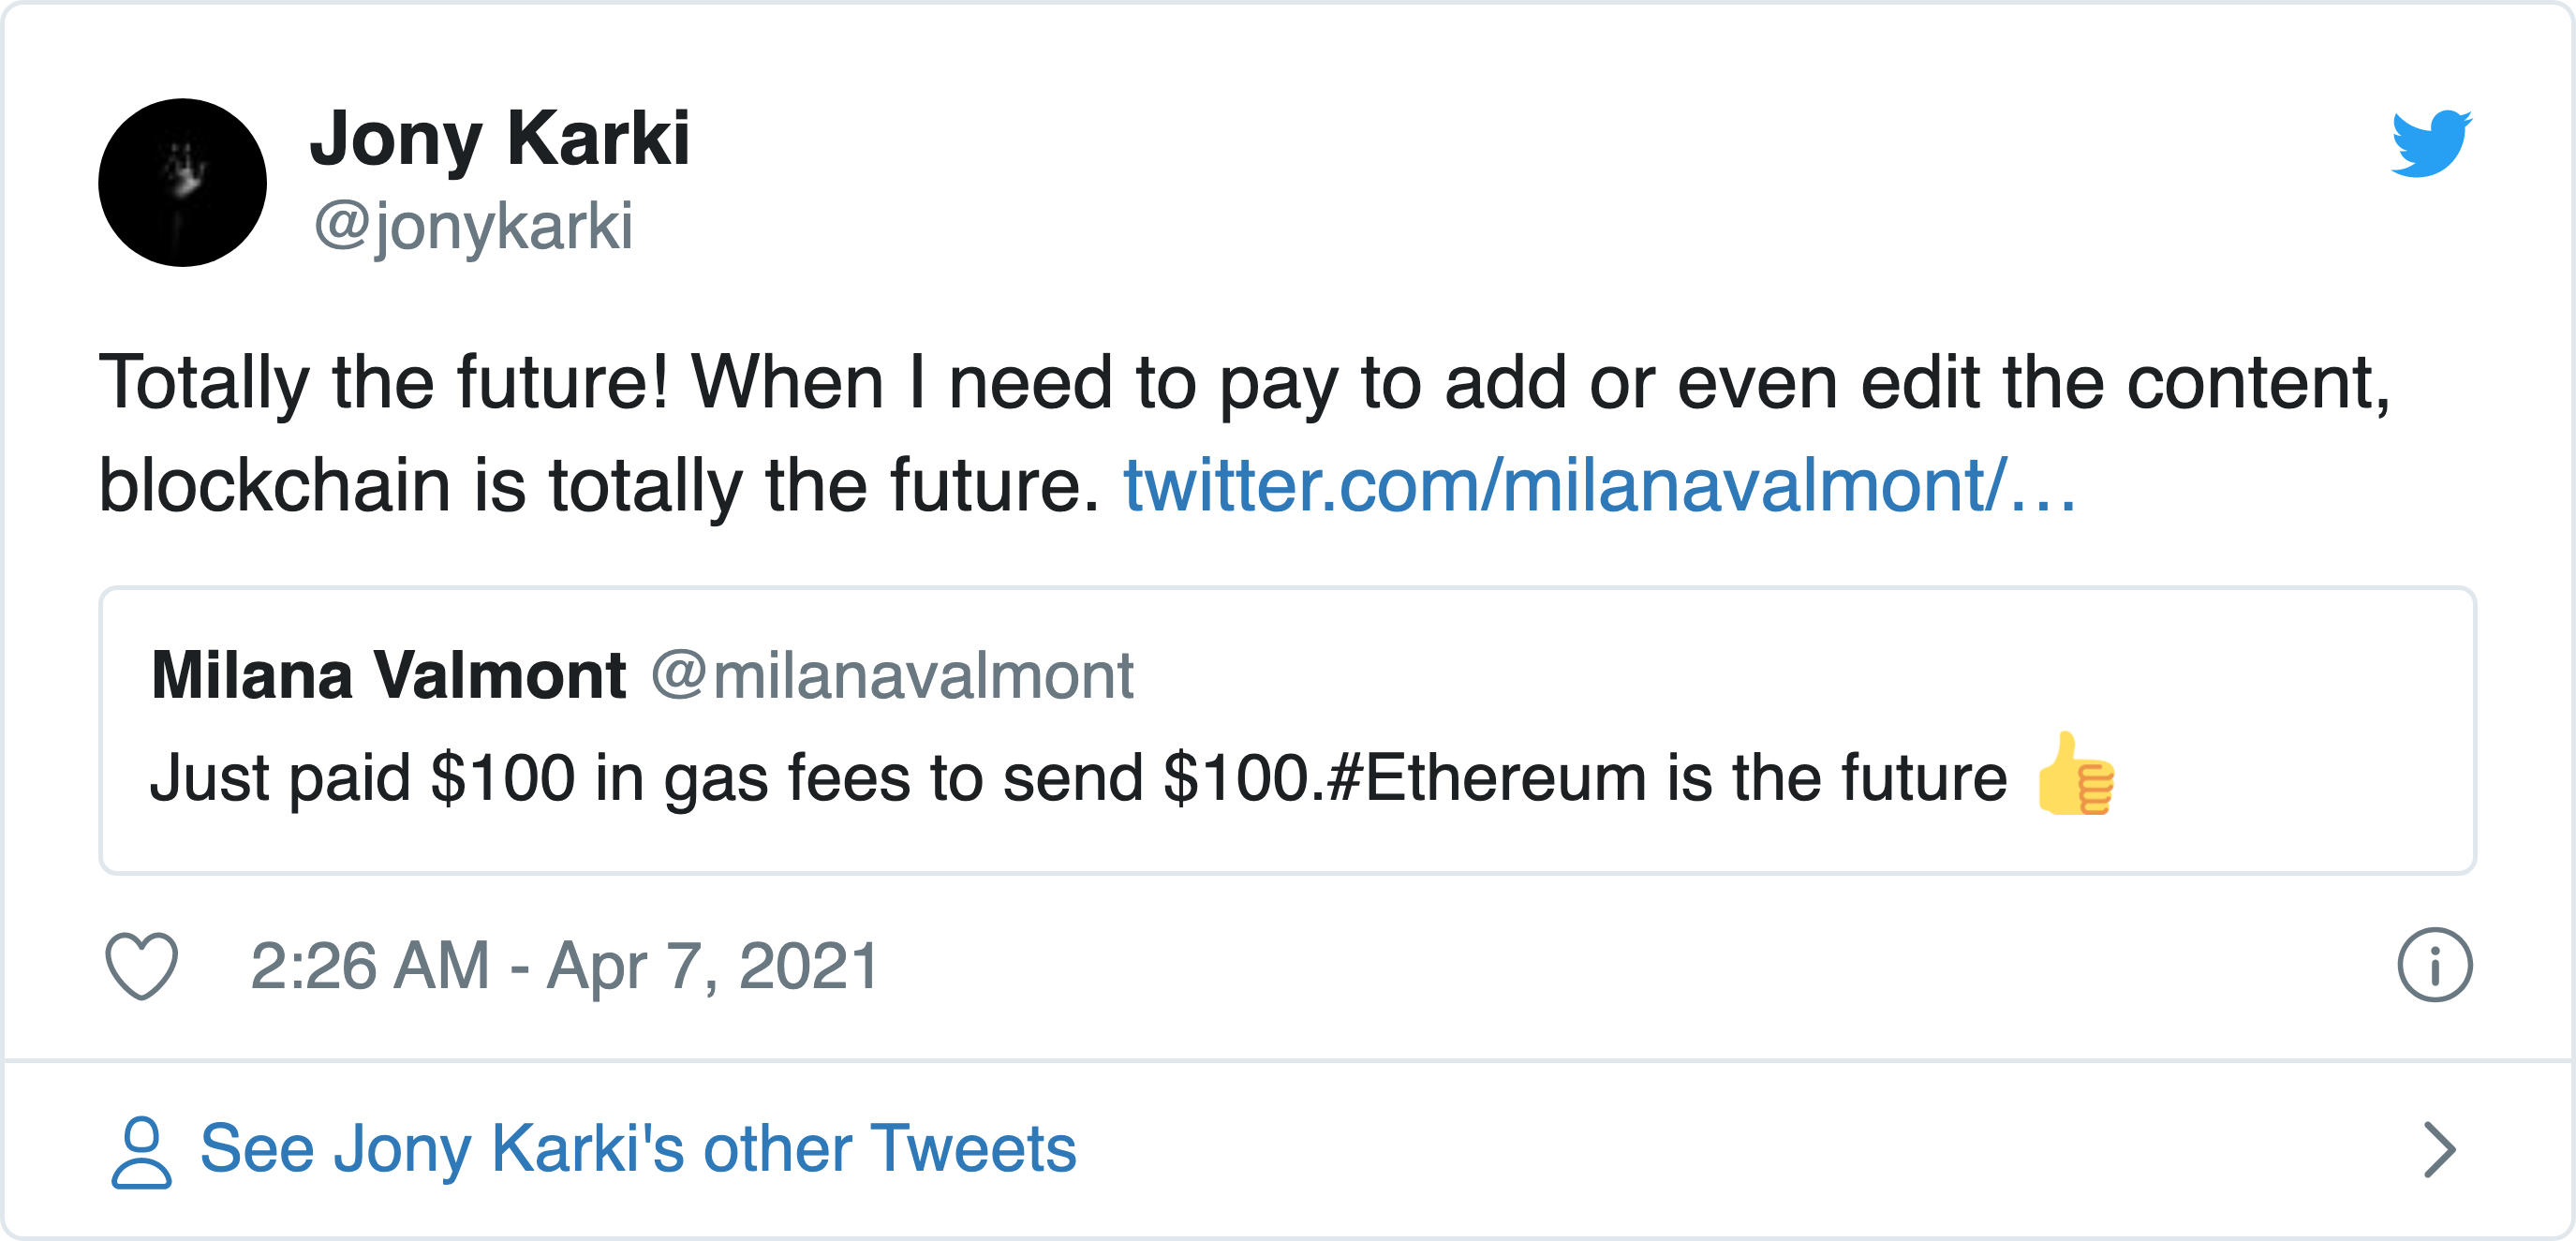 Jony Karki
@jonykarki
Totally the future! When I need to pay to add or even edit the content,
blockchain is totally the future. twitter.com/milanavalmont/…
Milana Valmont @milanavalmont
Just paid $100 in gas fees to send $100.#Ethereum is the future 👍
2:26 AM - Apr 7, 2021
See Jony Karki's other Tweets